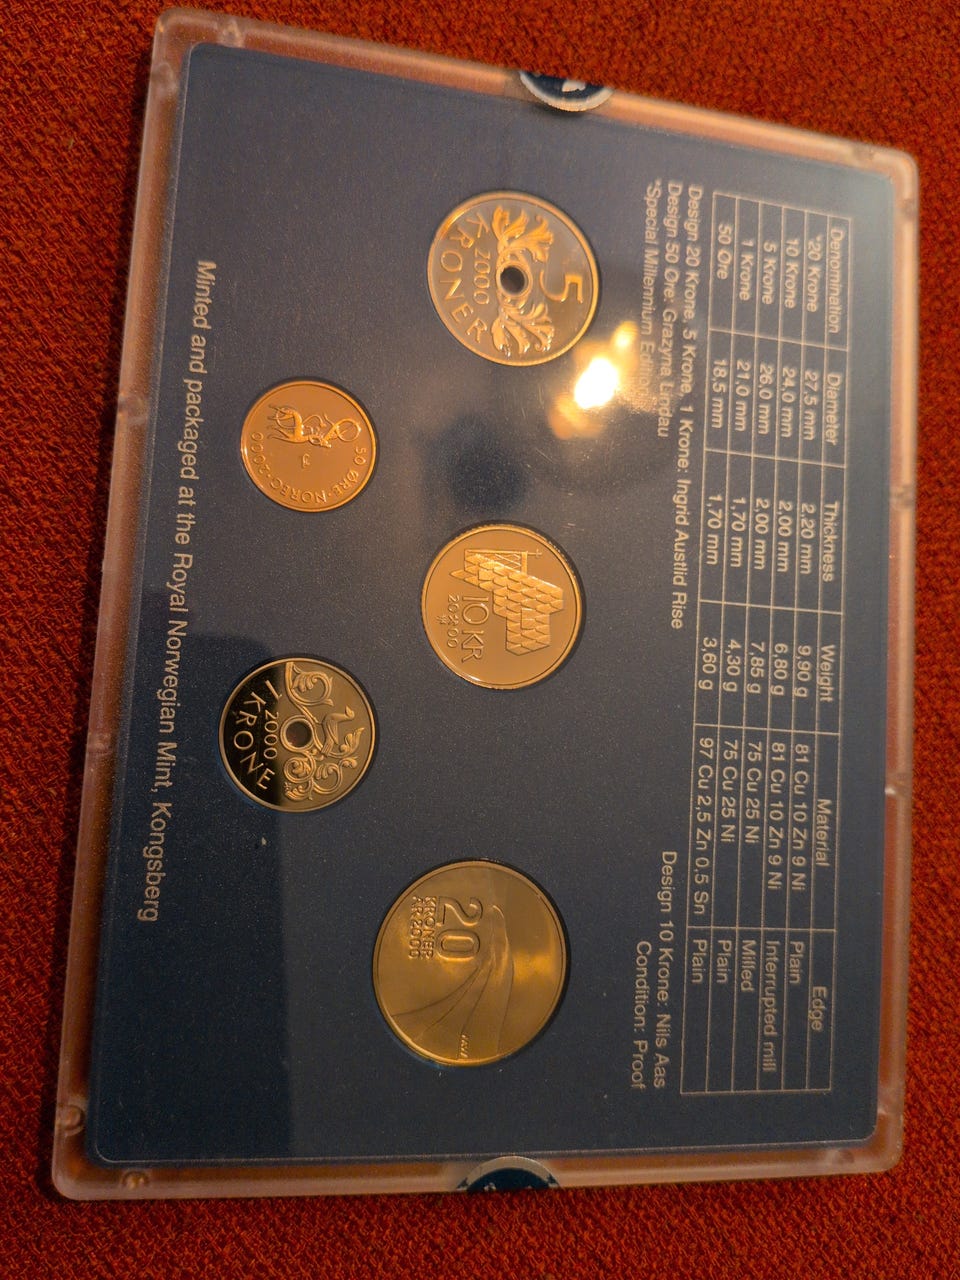 Denomination Diameter Thickness Weight Material Edge
*20 Krone 27,5 mm 2,20 mm 9,90 g 81 Cu 10 Zn 9 Ni Plain
10 Krone 24,0 mm 2,00 mm 6,80 g 81 Cu 10 Zn 9 Ni Interrupted mill
5 Krone 26,0 mm 2,00 mm 7,85 g 75 Cu 25 Ni Milled
1 Krone 21,0 mm 1,70 mm 4,30 g 75 Cu 25 Ni Plain
50 Øre 18,5 mm 1,70 mm 3,60 g 97 Cu 2,5 Zn 0,5 Sn Plain
Design 20 Krone, 5 Krone, 1 Krone: Ingrid Austlid Rise Design 10 Krone: Nils Aas
Design 50 Øre: Grazyna Lindau Condition: Proof
*Special Millennium Edition
5
2000
KRONER
10 KR
20 00
20
KRONER
ÅR 2000
50 ØRE·NOREG·2000
1
2000
KRONE
Minted and packaged at the Royal Norwegian Mint, Kongsberg